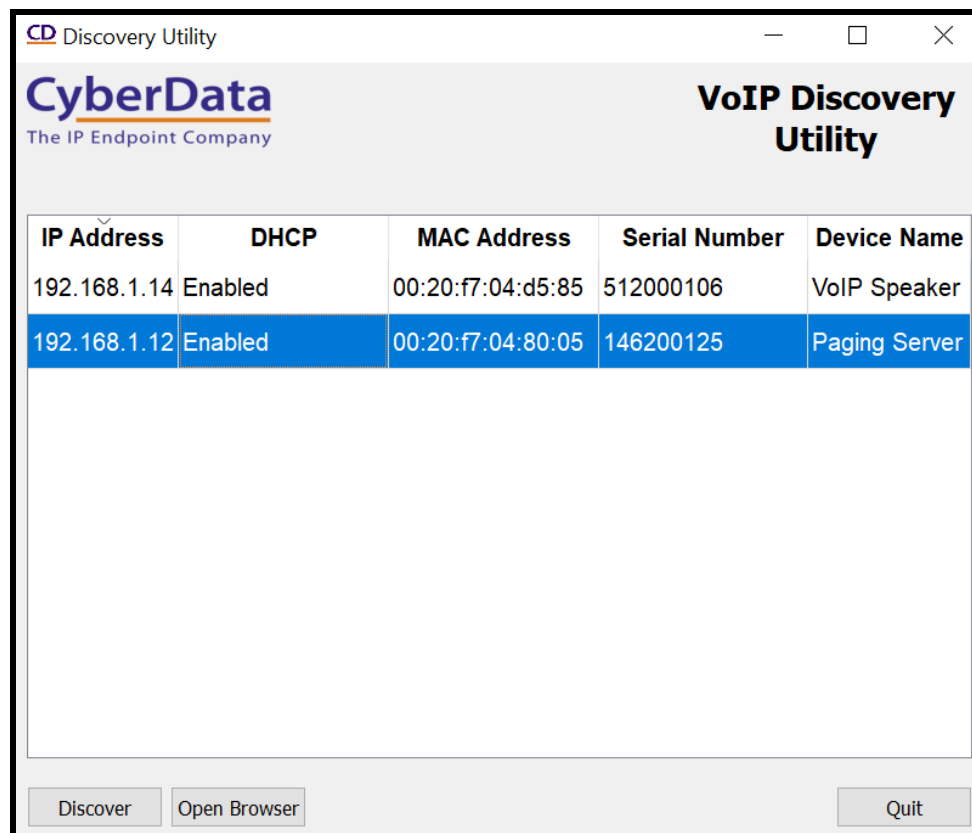 CD Discovery Utility
CyberData
The IP Endpoint Company
VoIP Discovery
Utility
IP Address DHCP MAC Address Serial Number Device Name
192.168.1.14 Enabled 00:20:f7:04:d5:85 512000106 VoIP Speaker
192.168.1.12 Enabled 00:20:f7:04:80:05 146200125 Paging Server
Discover Open Browser Quit